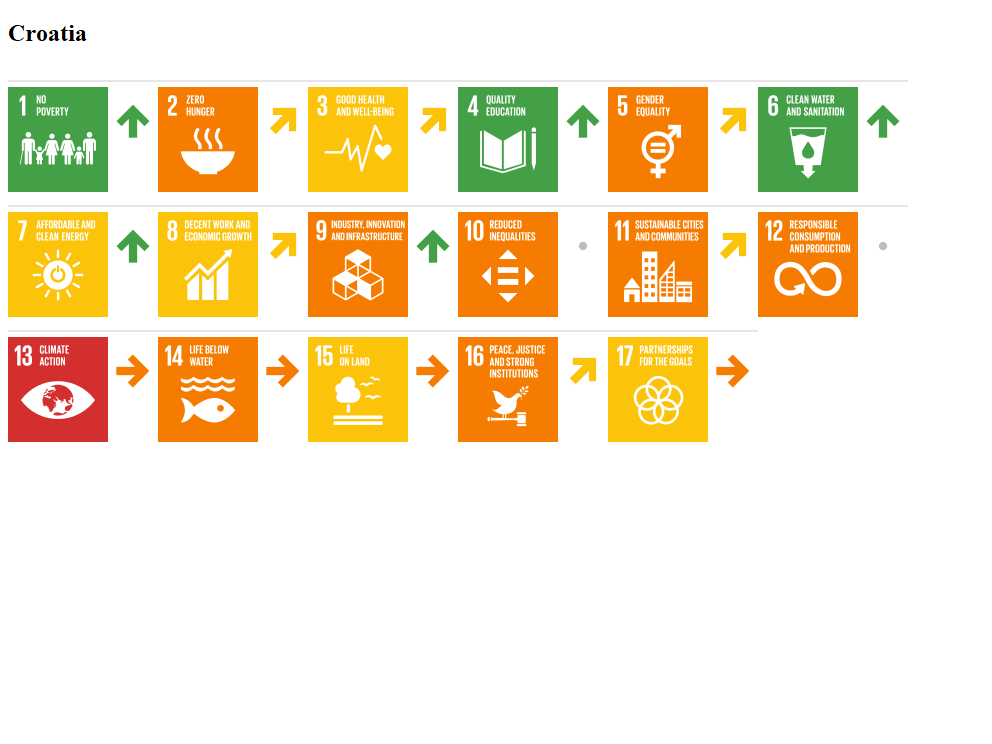 Croatia
1 NO
POVERTY
2 ZERO
HUNGER
3 GOOD HEALTH
AND WELL-BEING
4 QUALITY
EDUCATION
5 GENDER
EQUALITY
6 CLEAN WATER
AND SANITATION
7 AFFORDABLE AND
CLEAN ENERGY
8 DECENT WORK AND
ECONOMIC GROWTH
9 INDUSTRY, INNOVATION
AND INFRASTRUCTURE
10 REDUCED
INEQUALITIES
11 SUSTAINABLE CITIES
AND COMMUNITIES
12 RESPONSIBLE
CONSUMPTION
AND PRODUCTION
13 CLIMATE
ACTION
14 LIFE BELOW
WATER
15 LIFE
ON LAND
16 PEACE, JUSTICE
AND STRONG
INSTITUTIONS
17 PARTNERSHIPS
FOR THE GOALS